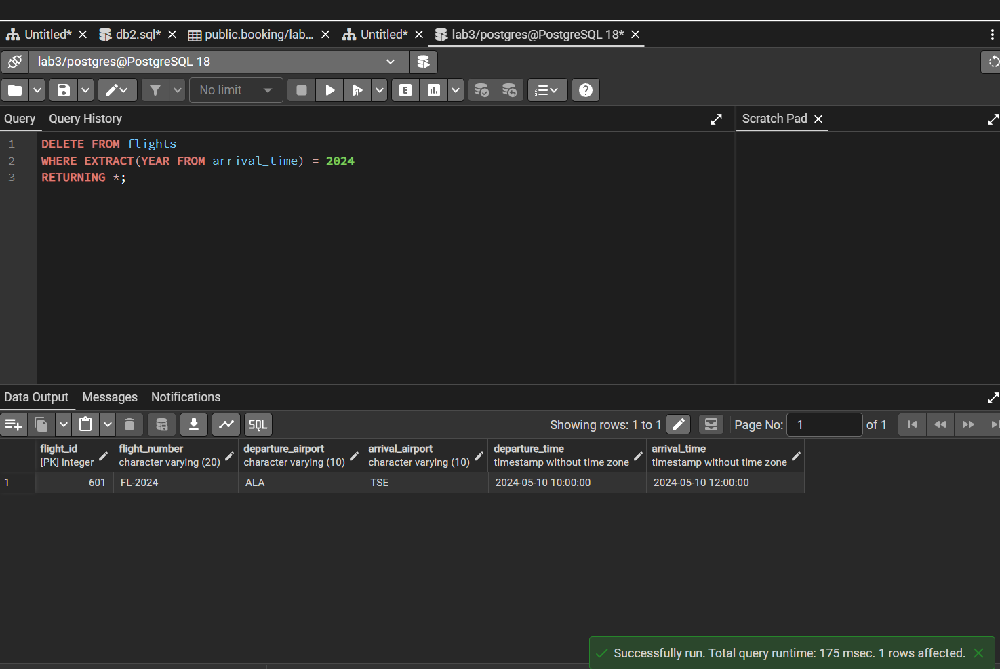 Untitled* db2.sql* public.booking/lab... Untitled* lab3/postgres@PostgreSQL 18*
lab3/postgres@PostgreSQL 18
No limit E
Query Query History Scratch Pad
1 DELETE FROM flights
2 WHERE EXTRACT(YEAR FROM arrival_time) = 2024
3 RETURNING *;
Data Output Messages Notifications
SQL Showing rows: 1 to 1 Page No: 1 of 1
flight_id flight_number departure_airport arrival_airport departure_time arrival_time
[PK] integer character varying (20) character varying (10) character varying (10) timestamp without time zone timestamp without time zone
1 601 FL-2024 ALA TSE 2024-05-10 10:00:00 2024-05-10 12:00:00
Successfully run. Total query runtime: 175 msec. 1 rows affected.